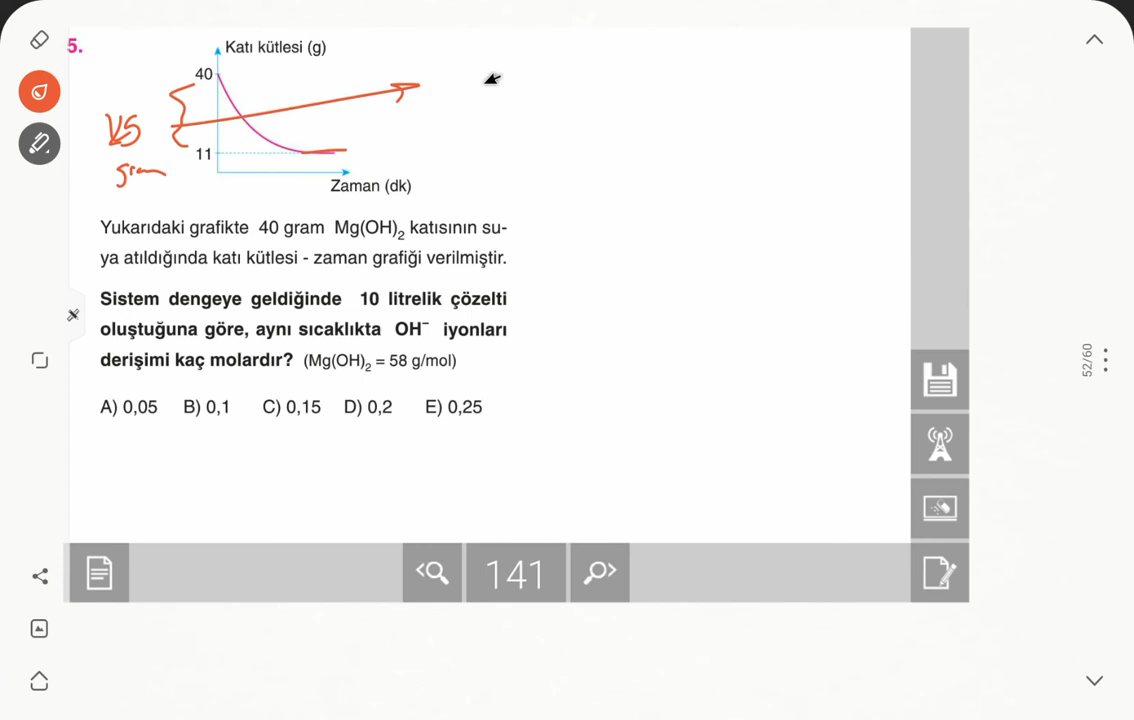 5.
Katı kütlesi (g)
40
11
gram
Zaman (dk)
Yukarıdaki grafikte 40 gram Mg(OH)₂ katısının su-
ya atıldığında katı kütlesi - zaman grafiği verilmiştir.
Sistem dengeye geldiğinde 10 litrelik çözelti
oluştuğuna göre, aynı sıcaklıkta OH⁻ iyonları
derişimi kaç molardır? (Mg(OH)₂ = 58 g/mol)
A) 0,05 B) 0,1 C) 0,15 D) 0,2 E) 0,25
52/60
141